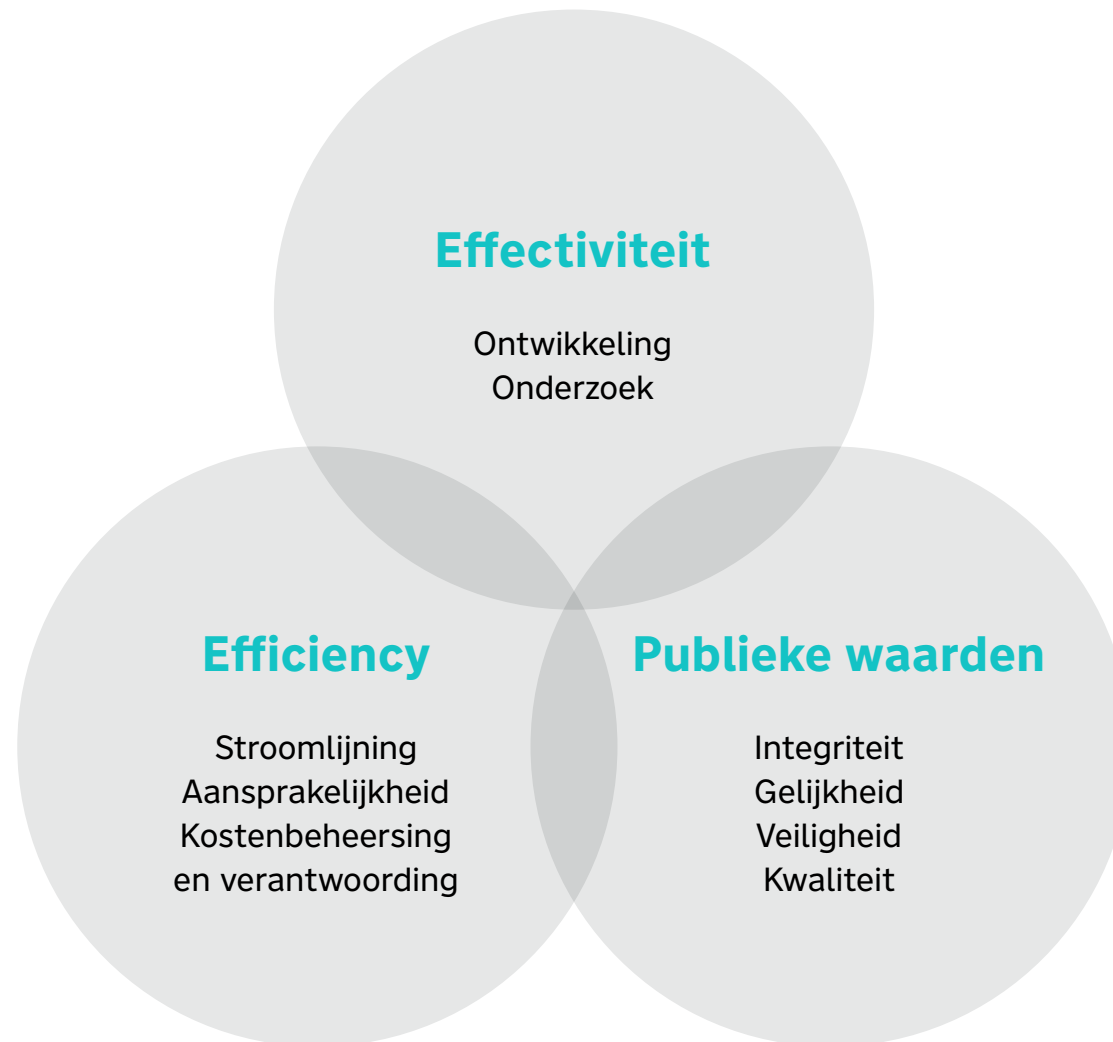 Effectiviteit
Ontwikkeling
Onderzoek
Efficiency
Stroomlijning
Aansprakelijkheid
Kostenbeheersing
en verantwoording
Publieke waarden
Integriteit
Gelijkheid
Veiligheid
Kwaliteit